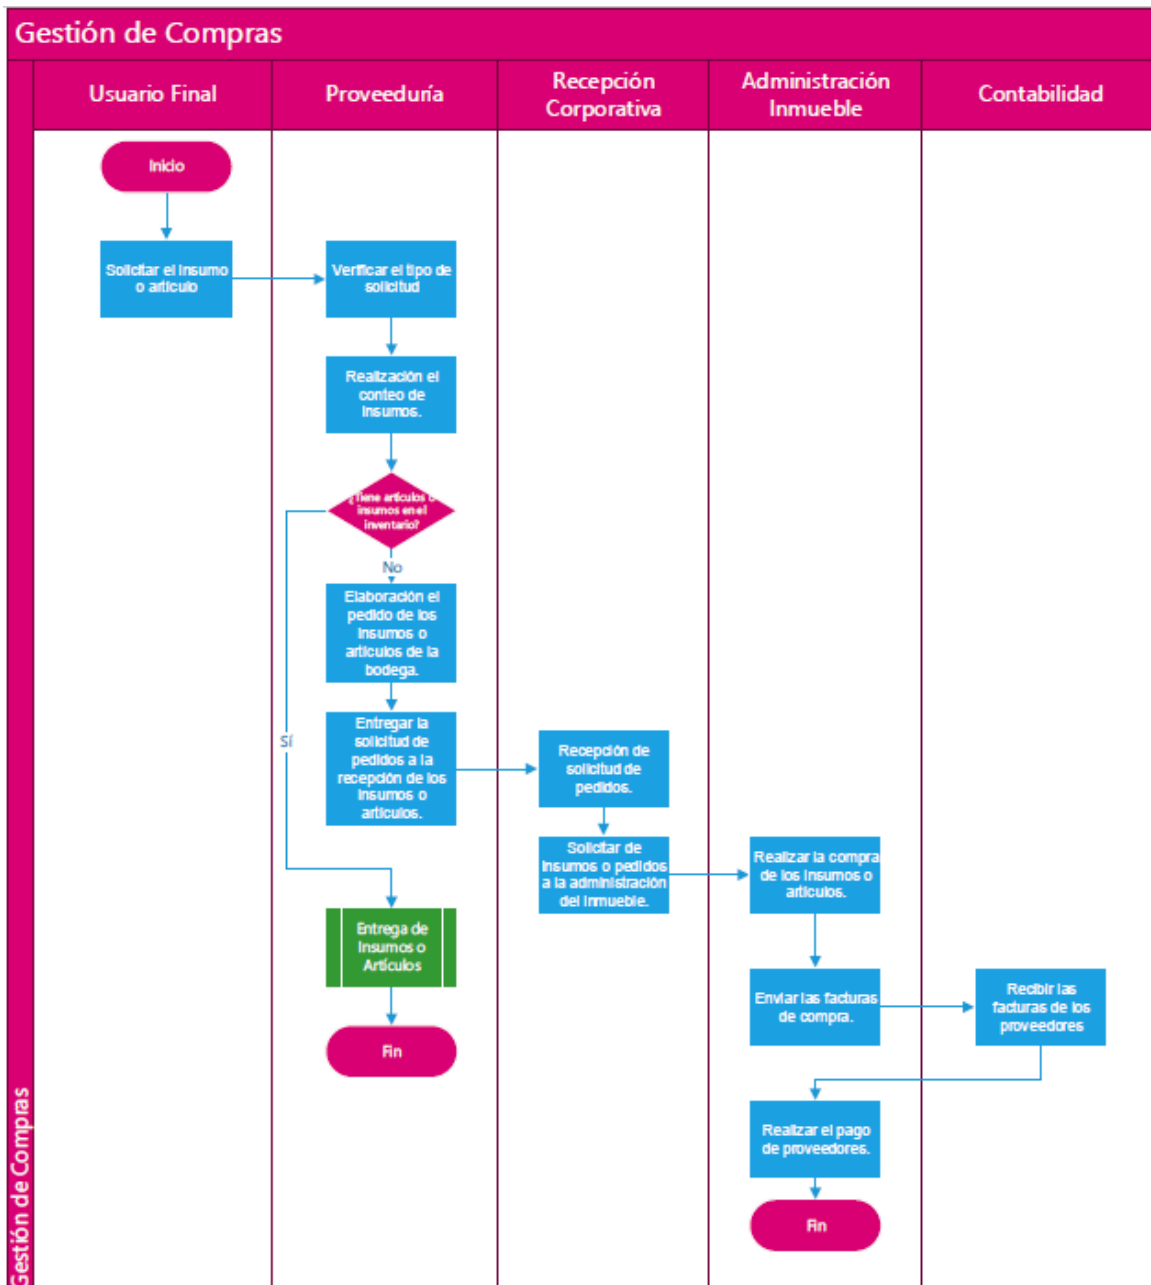 Gestión de Compras
Usuario Final
Proveeduría
Recepción
Corporativa
Administración
Inmueble
Contabilidad
Inicio
Solicitar el insumo
o artículo
Verificar el tipo de
solicitud
Realización el
conteo de
insumos.
¿Tiene artículos o
insumos en el
inventario?
No
Elaboración el
pedido de los
insumos o
artículos de la
bodega.
Sí
Entregar la
solicitud de
pedidos a la
recepción de los
insumos o
artículos.
Recepción de
solicitud de
pedidos.
Solicitar de
insumos o pedidos
a la administración
del inmueble.
Realizar la compra
de los insumos o
artículos.
Entrega de
Insumos o
Artículos
Enviar las facturas
de compra.
Recibir las
facturas de los
proveedores
Fin
Realizar el pago
de proveedores.
Fin
Gestión de Compras